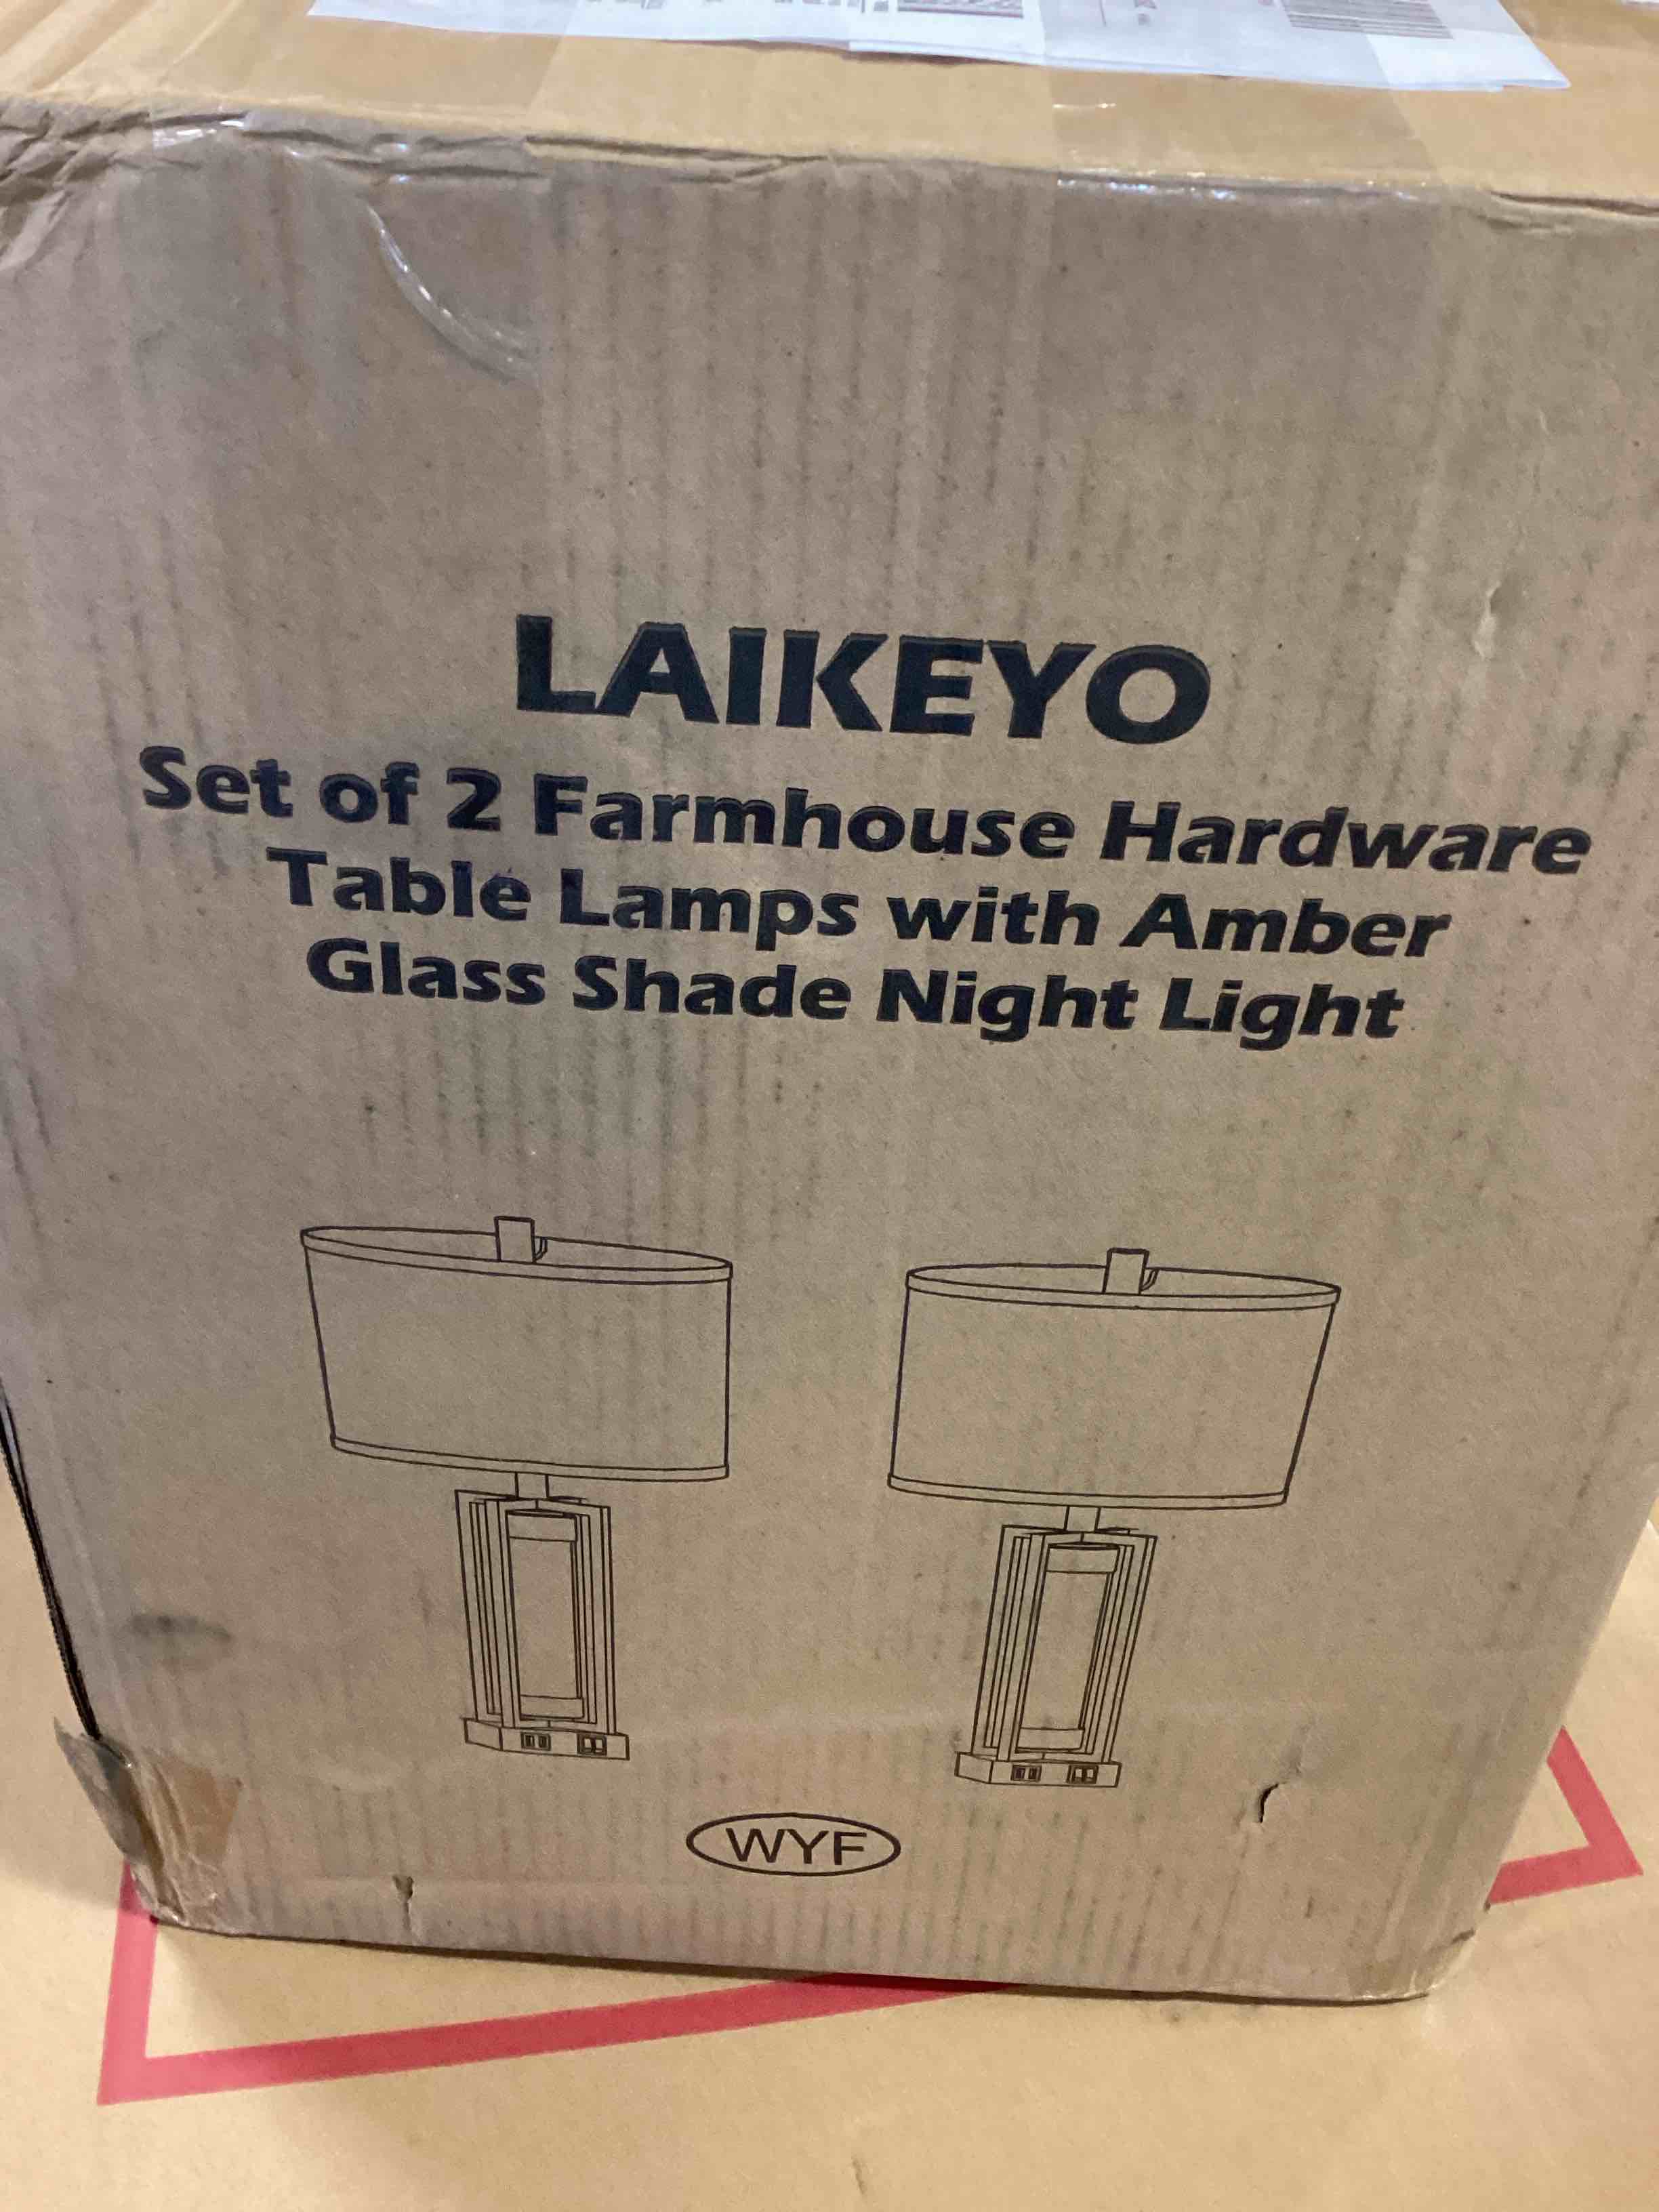 LAIKEYO
Set of 2 Farmhouse Hardware
Table Lamps with Amber
Glass Shade Night Light
WYF